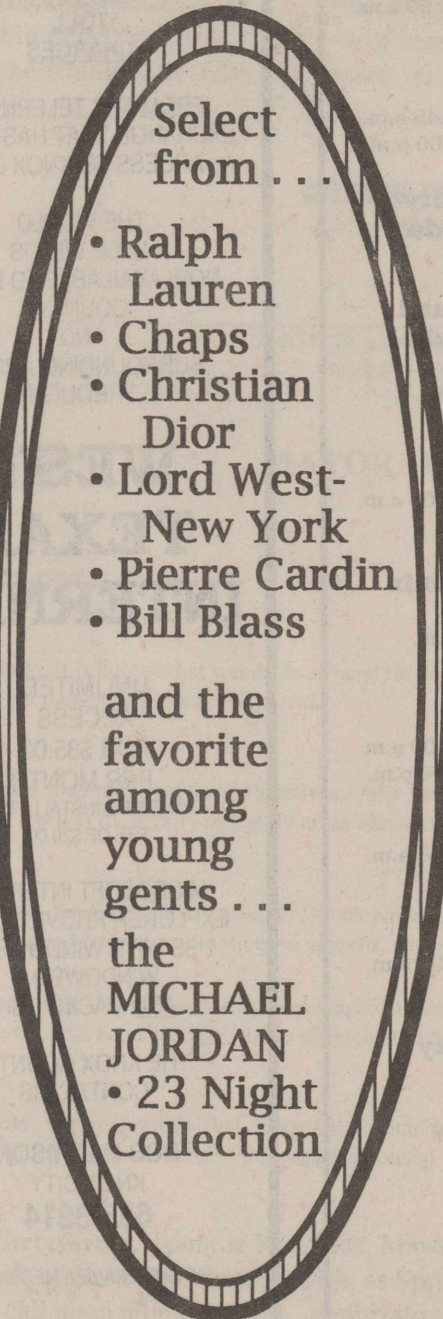 Select
from . . .
• Ralph
Lauren
• Chaps
• Christian
Dior
• Lord West-
New York
• Pierre Cardin
• Bill Blass
and the
favorite
among
young
gents . . .
the
MICHAEL
JORDAN
• 23 Night
Collection